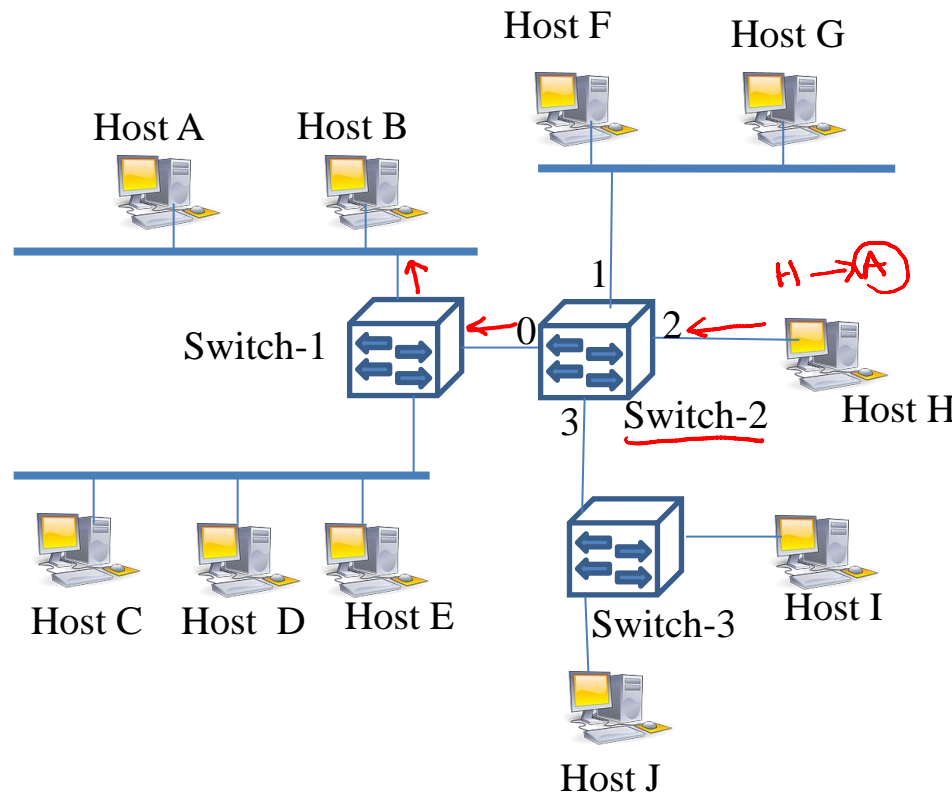 Host F
Host G
Host A
Host B
1
H → A
Switch-1
0
2
Host H
3
Switch-2
Host C
Host  D
Host E
Switch-3
Host I
Host J